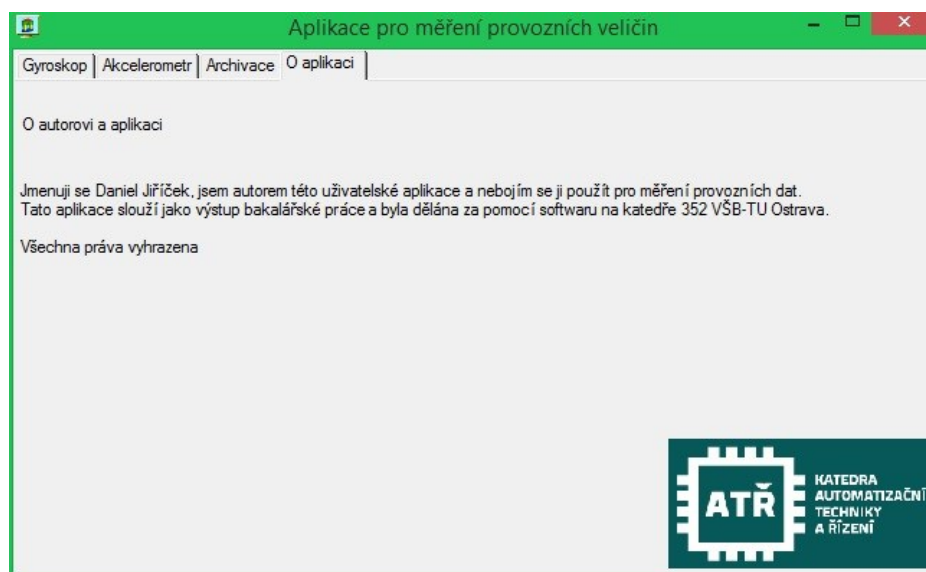 Aplikace pro měření provozních veličin
Gyroskop Akcelerometr Archivace O aplikaci
O autorovi a aplikaci
Jmenuji se Daniel Jiříček, jsem autorem této uživatelské aplikace a nebojím se ji použít pro měření provozních dat.
Tato aplikace slouží jako výstup bakalářské práce a byla dělána za pomocí softwaru na katedře 352 VŠB-TU Ostrava.
Všechna práva vyhrazena
ATŘ
KATEDRA
AUTOMATIZAČNÍ
TECHNIKY
A ŘÍZENÍ